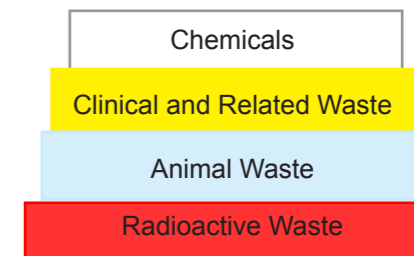 Chemicals
Clinical and Related Waste
Animal Waste
Radioactive Waste